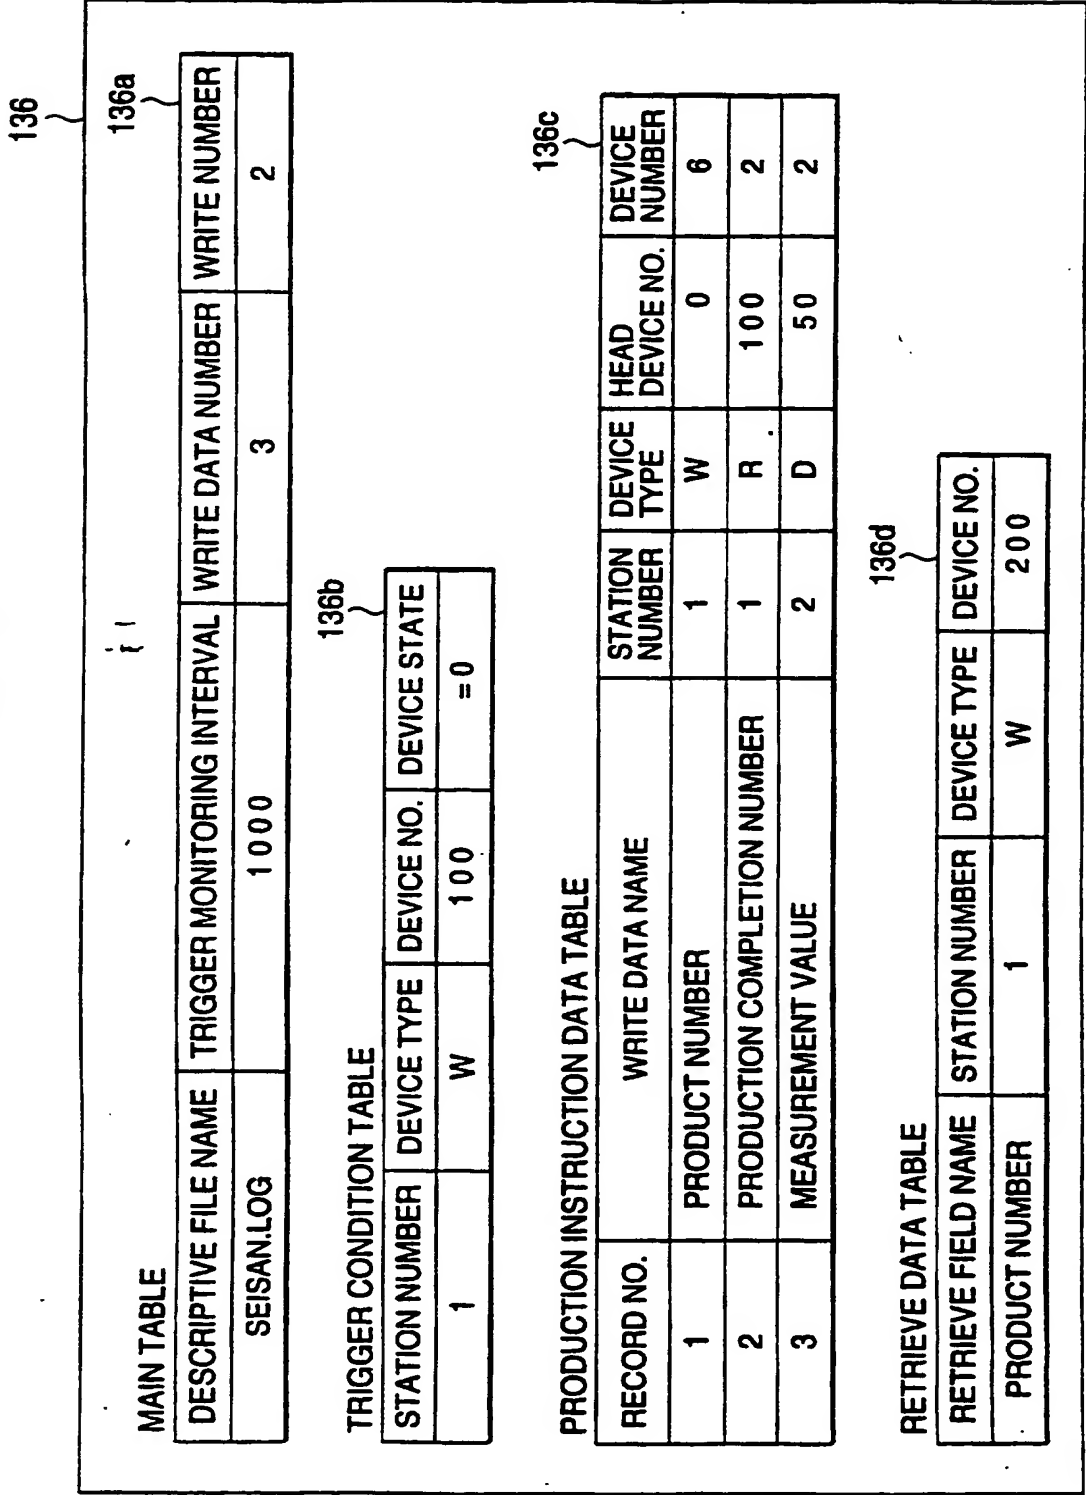 136
136a
MAIN TABLE
DESCRIPTIVE FILE NAME TRIGGER MONITORING INTERVAL WRITE DATA NUMBER WRITE NUMBER
SEISAN.LOG 1000 3 2
136b
TRIGGER CONDITION TABLE
STATION NUMBER DEVICE TYPE DEVICE NO. DEVICE STATE
1 W 100 =0
136c
PRODUCTION INSTRUCTION DATA TABLE
RECORD NO. WRITE DATA NAME STATION NUMBER DEVICE TYPE HEAD DEVICE NO. DEVICE NUMBER
1 PRODUCT NUMBER 1 W 0 6
2 PRODUCTION COMPLETION NUMBER 1 R 100 2
3 MEASUREMENT VALUE 2 D 50 2
136d
RETRIEVE DATA TABLE
RETRIEVE FIELD NAME STATION NUMBER DEVICE TYPE DEVICE NO.
PRODUCT NUMBER 1 W 200